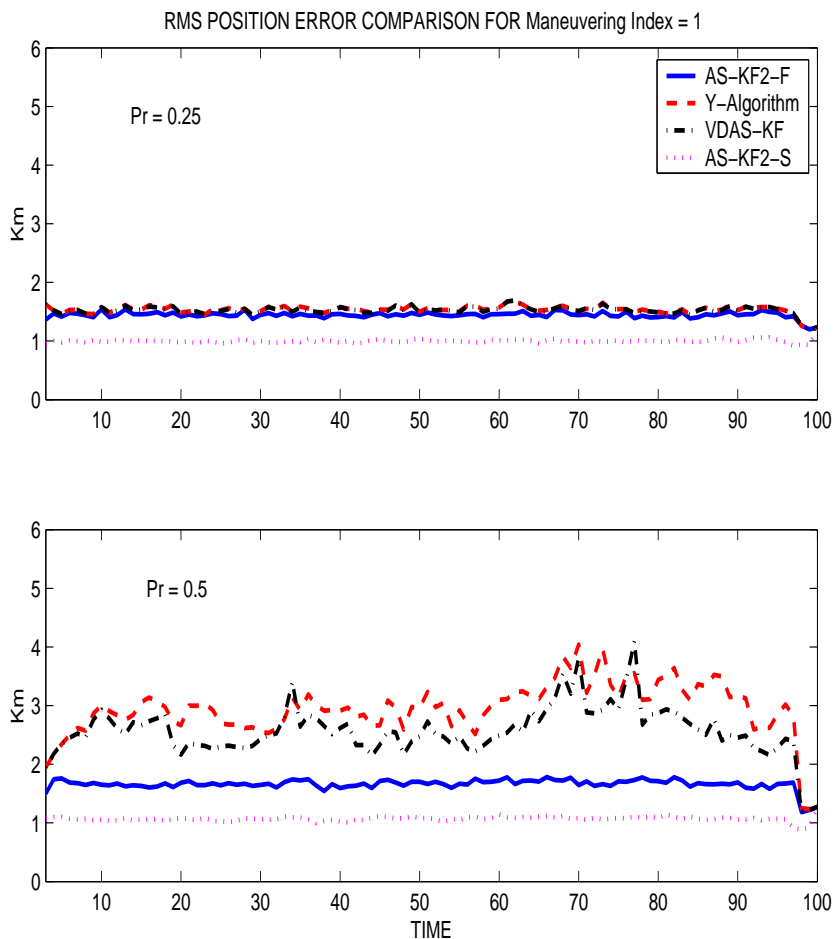 RMS POSITION ERROR COMPARISON FOR Maneuvering Index = 1
6
5
4
3
2
1
0
Km
Pr = 0.25
AS-KF2-F
Y-Algorithm
VDAS-KF
AS-KF2-S
10 20 30 40 50 60 70 80 90 100
6
5
4
3
2
1
0
Km
Pr = 0.5
10 20 30 40 50 60 70 80 90 100
TIME